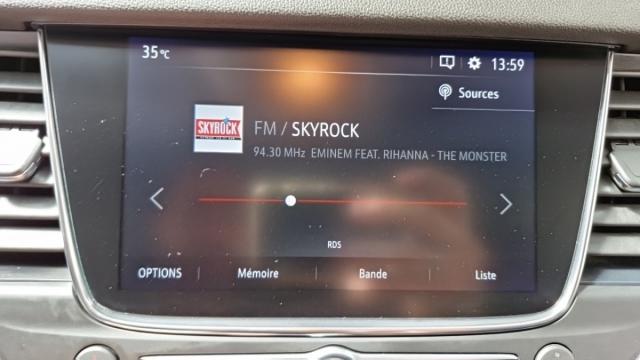 35°C 13:59
Sources
SKYROCK
FM / SKYROCK
94.30 MHz EMINEM FEAT. RIHANNA - THE MONSTER
RDS
OPTIONS Mémoire Bande Liste